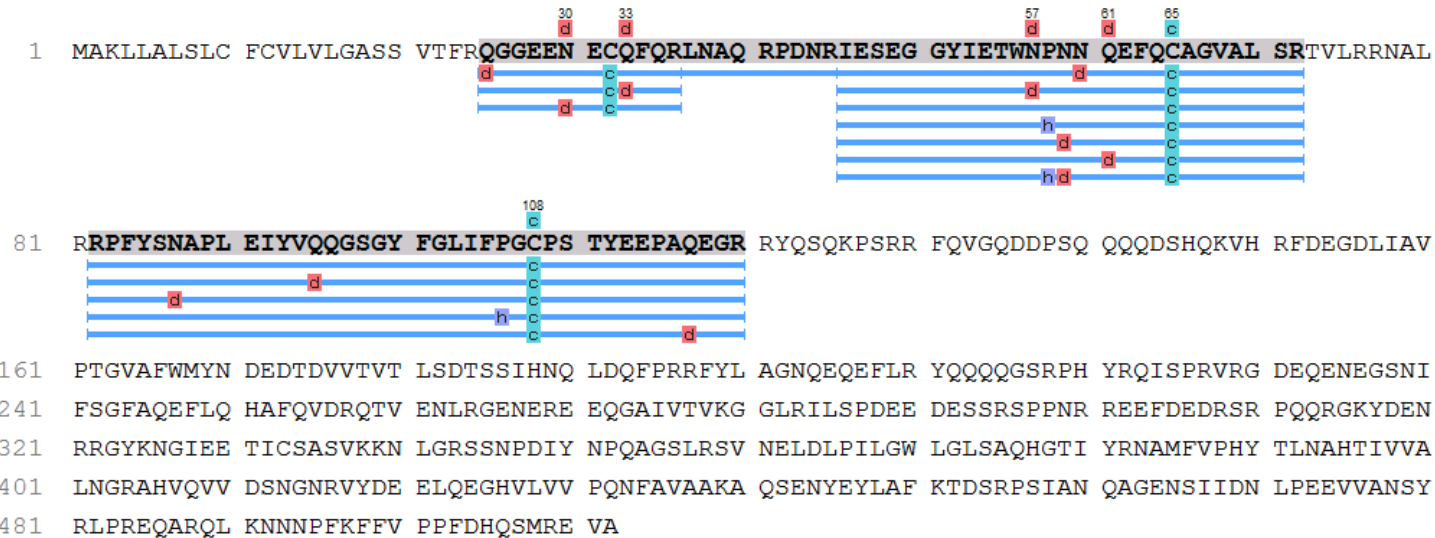 30 33 57 61 65
d d d d c
1 MAKLLALSLC FCVLVLGASS VTFRQGGEEN ECQFQRLNAQ RPDNRIESEG GYIETWNPNN QEFQCAGVAL SRTVLRRNAL
d c d c
c d d c
d c c
h c
d c
d c
h d c
108
c
81 RRPFYSNAPL EIYVQQGSGY FGLIFPGCPS TYEEPAQEGR RYQSQKPSRR FQVGQDDPSQ QQQDSHQKVH RFDEGDLIAV
c
d c
d c
h c
c d
161 PTGVAFWMYN DEDTDVVTVT LSDTSSIHNQ LDQFPRRFYL AGNQEQEFLR YQQQQGSRPH YRQISPRVRG DEQENEGSNI
241 FSGFAQEFLQ HAFQVDRQTV ENLRGENERE EQGAIVTVKG GLRILSPDEE DESSRSPPNR REEFDEDRSR PQQRGKYDEN
321 RRGYKNGIEE TICSASVKKN LGRSSNPDIY NPQAGSLRSV NELDLPILGW LGLSAQHGTI YRNAMFVPHY TLNAHTIVVA
401 LNGRAHVQVV DSNGNRVYDE ELQEGHVLVV PQNFAVAAKA QSENYEYLAF KTDSRPSIAN QAGENSIIDN LPEEVVANSY
481 RLPREQARQL KNNNPFKFFV PPFDHQSMRE VA